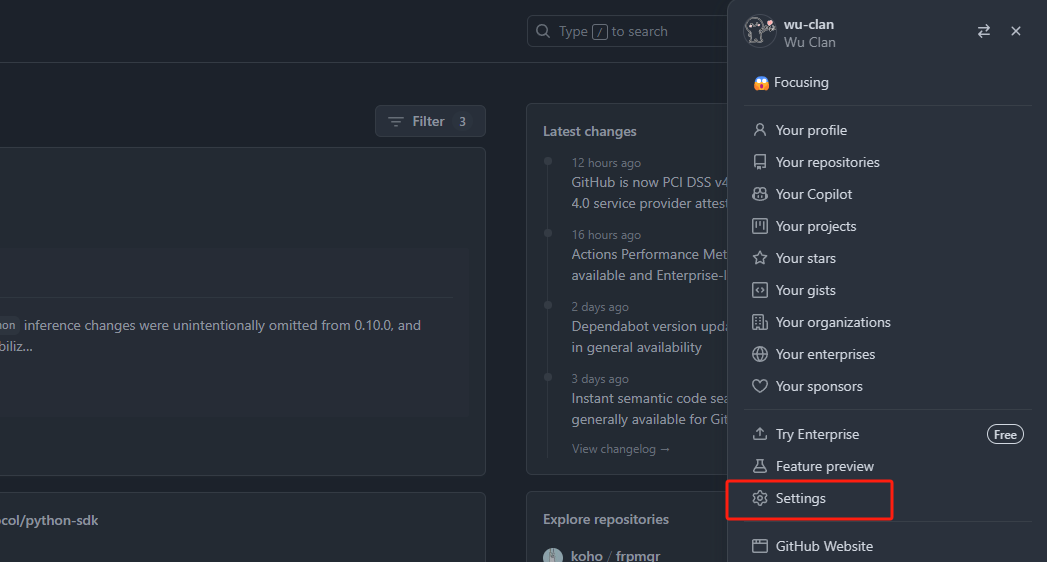 Type / to search
Filter 3
inference changes were unintentionally omitted from 0.10.0, and
Latest changes
12 hours ago
GitHub is now PCI DSS v4
4.0 service provider attest
16 hours ago
Actions Performance Met
available and Enterprise-
2 days ago
Dependabot version upda
in general availability
3 days ago
Instant semantic code sea
generally available for Git
View changelog →
col/python-sdk
Explore repositories
koho / frpmgr
wu-clan
Wu Clan
Focusing
Your profile
Your repositories
Your Copilot
Your projects
Your stars
Your gists
Your organizations
Your enterprises
Your sponsors
Try Enterprise
Free
Feature preview
Settings
GitHub Website